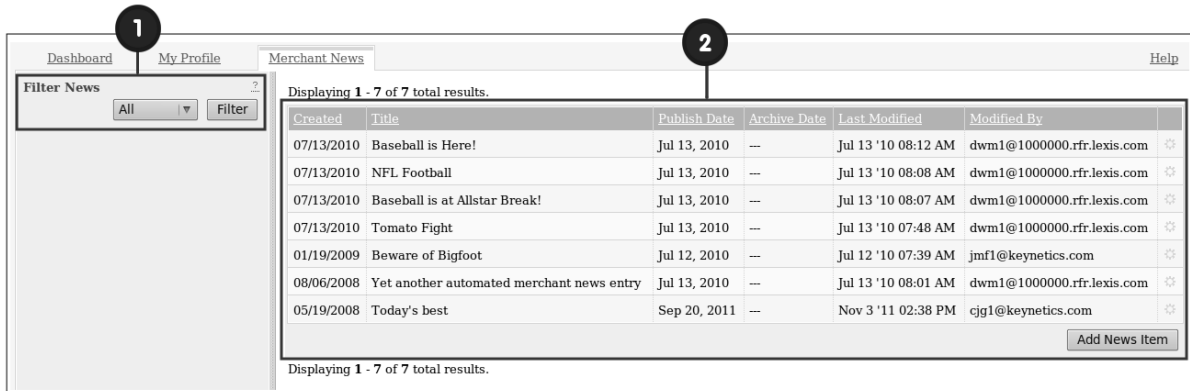 1
2
Dashboard My Profile Merchant News Help
Filter News ?
All Filter
Displaying 1 - 7 of 7 total results.
Created Title Publish Date Archive Date Last Modified Modified By
07/13/2010 Baseball is Here! Jul 13, 2010 --- Jul 13 '10 08:12 AM dwm1@1000000.rfr.lexis.com
07/13/2010 NFL Football Jul 13, 2010 --- Jul 13 '10 08:08 AM dwm1@1000000.rfr.lexis.com
07/13/2010 Baseball is at Allstar Break! Jul 13, 2010 --- Jul 13 '10 08:07 AM dwm1@1000000.rfr.lexis.com
07/13/2010 Tomato Fight Jul 13, 2010 --- Jul 13 '10 07:48 AM dwm1@1000000.rfr.lexis.com
01/19/2009 Beware of Bigfoot Jul 12, 2010 --- Jul 12 '10 07:39 AM jmf1@keynetics.com
08/06/2008 Yet another automated merchant news entry Jul 13, 2010 --- Jul 13 '10 08:01 AM dwm1@1000000.rfr.lexis.com
05/19/2008 Today's best Sep 20, 2011 --- Nov 3 '11 02:38 PM cjg1@keynetics.com
Add News Item
Displaying 1 - 7 of 7 total results.